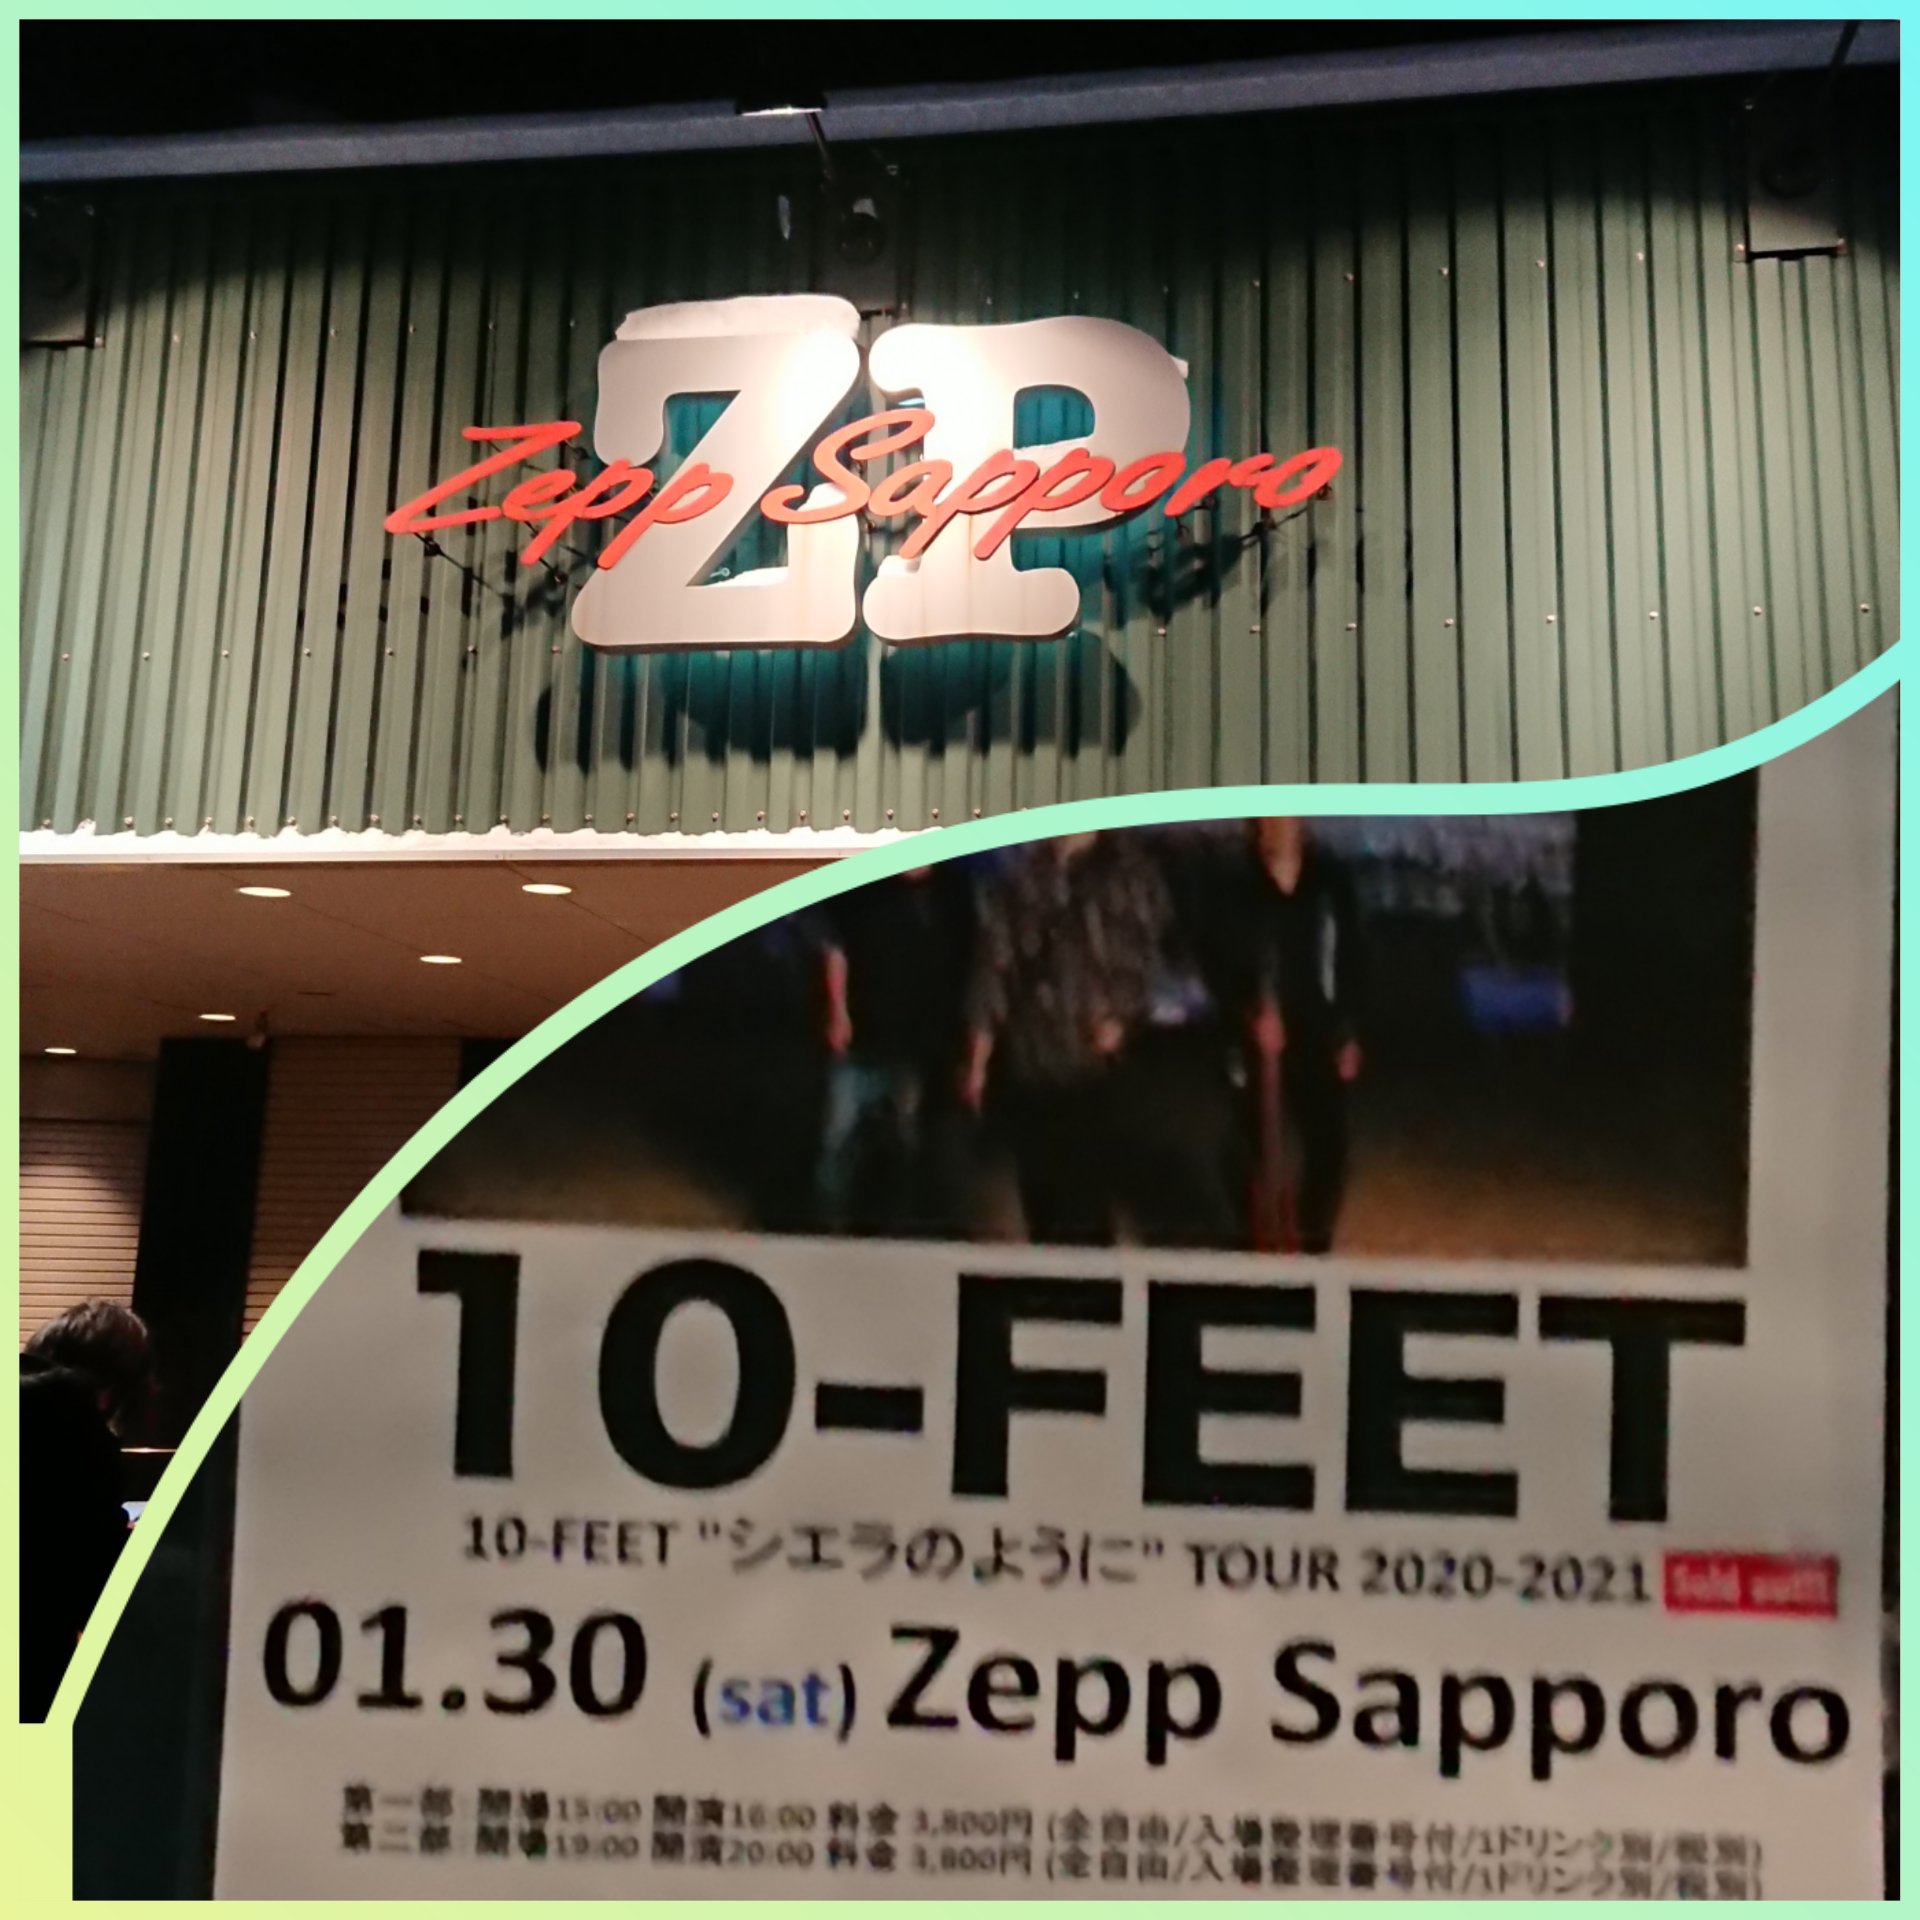 ZP
Zepp Sapporo
10-FEET
10-FEET "シエラのように" TOUR 2020-2021 Sold out!!
01.30 (sat) Zepp Sapporo
第一部 開場15:00 開演16:00 料金 3,800円 (全自由/入場整理番号付/1ドリンク別/税別)
第二部 開場19:00 開演20:00 料金 3,800円 (全自由/入場整理番号付/1ドリンク別/税別)